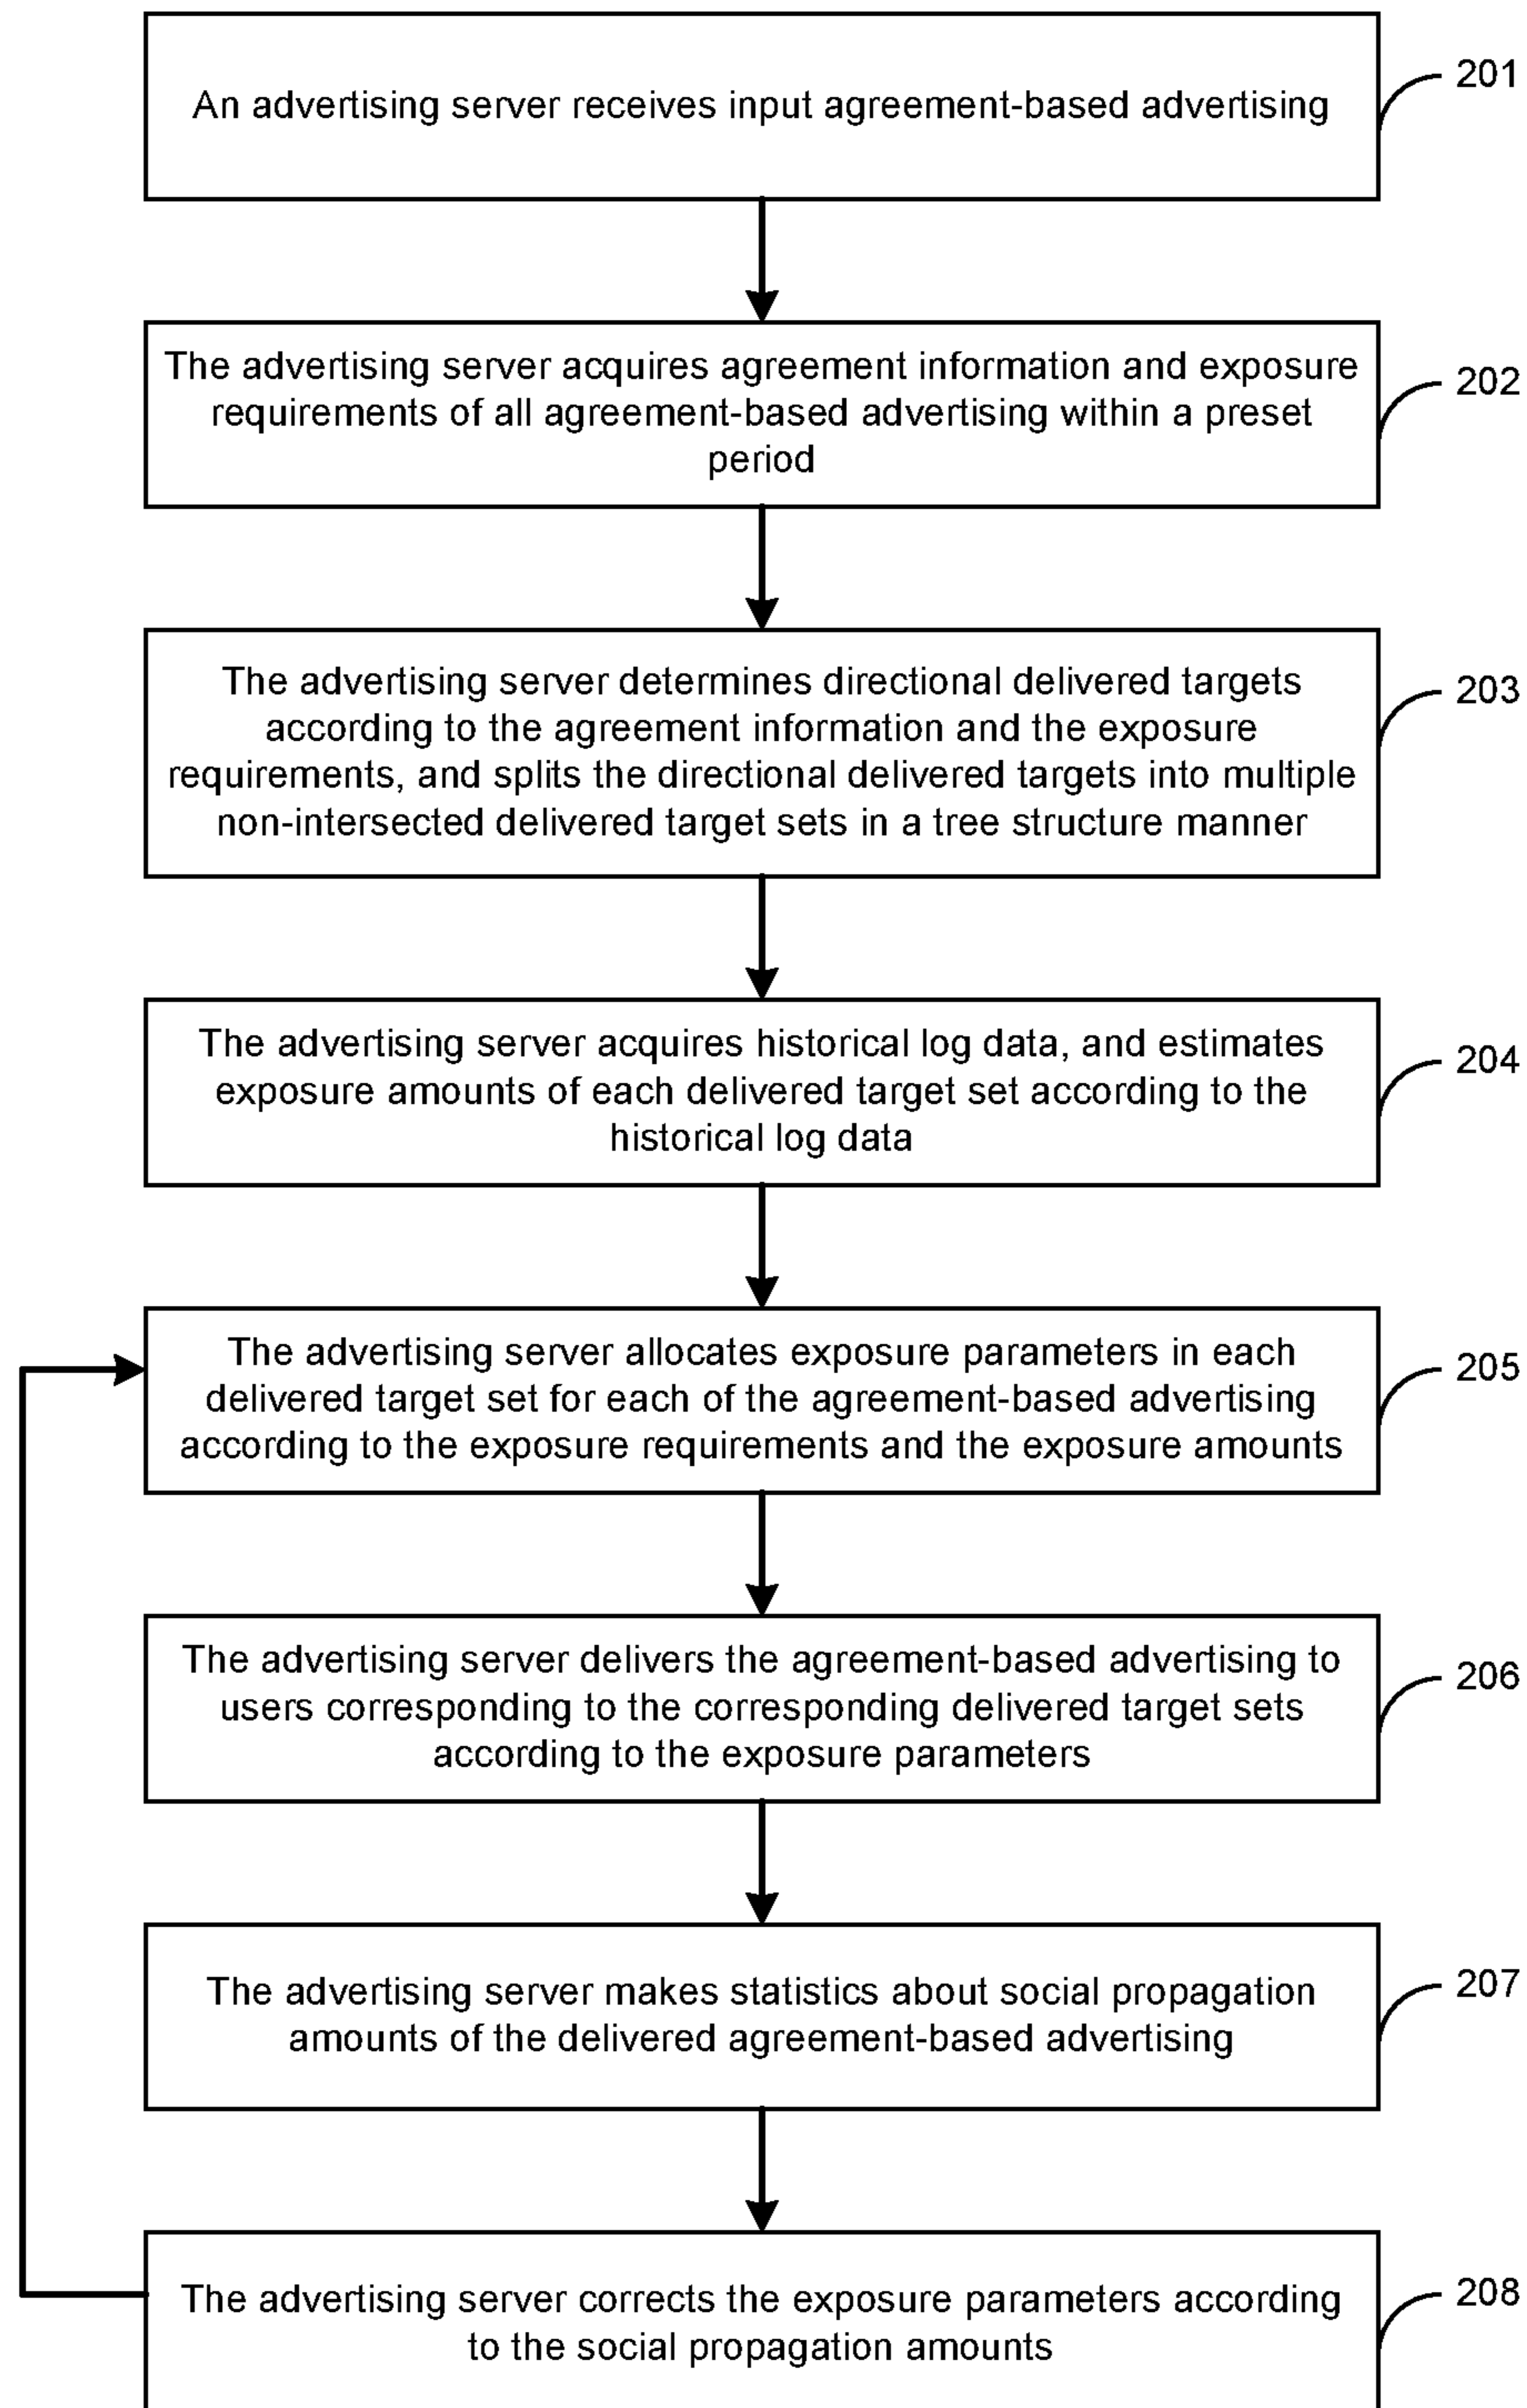 An advertising server receives input agreement-based advertising
201
The advertising server acquires agreement information and exposure
requirements of all agreement-based advertising within a preset
period
202
The advertising server determines directional delivered targets
according to the agreement information and the exposure
requirements, and splits the directional delivered targets into multiple
non-intersected delivered target sets in a tree structure manner
203
The advertising server acquires historical log data, and estimates
exposure amounts of each delivered target set according to the
historical log data
204
The advertising server allocates exposure parameters in each
delivered target set for each of the agreement-based advertising
according to the exposure requirements and the exposure amounts
205
The advertising server delivers the agreement-based advertising to
users corresponding to the corresponding delivered target sets
according to the exposure parameters
206
The advertising server makes statistics about social propagation
amounts of the delivered agreement-based advertising
207
The advertising server corrects the exposure parameters according
to the social propagation amounts
208